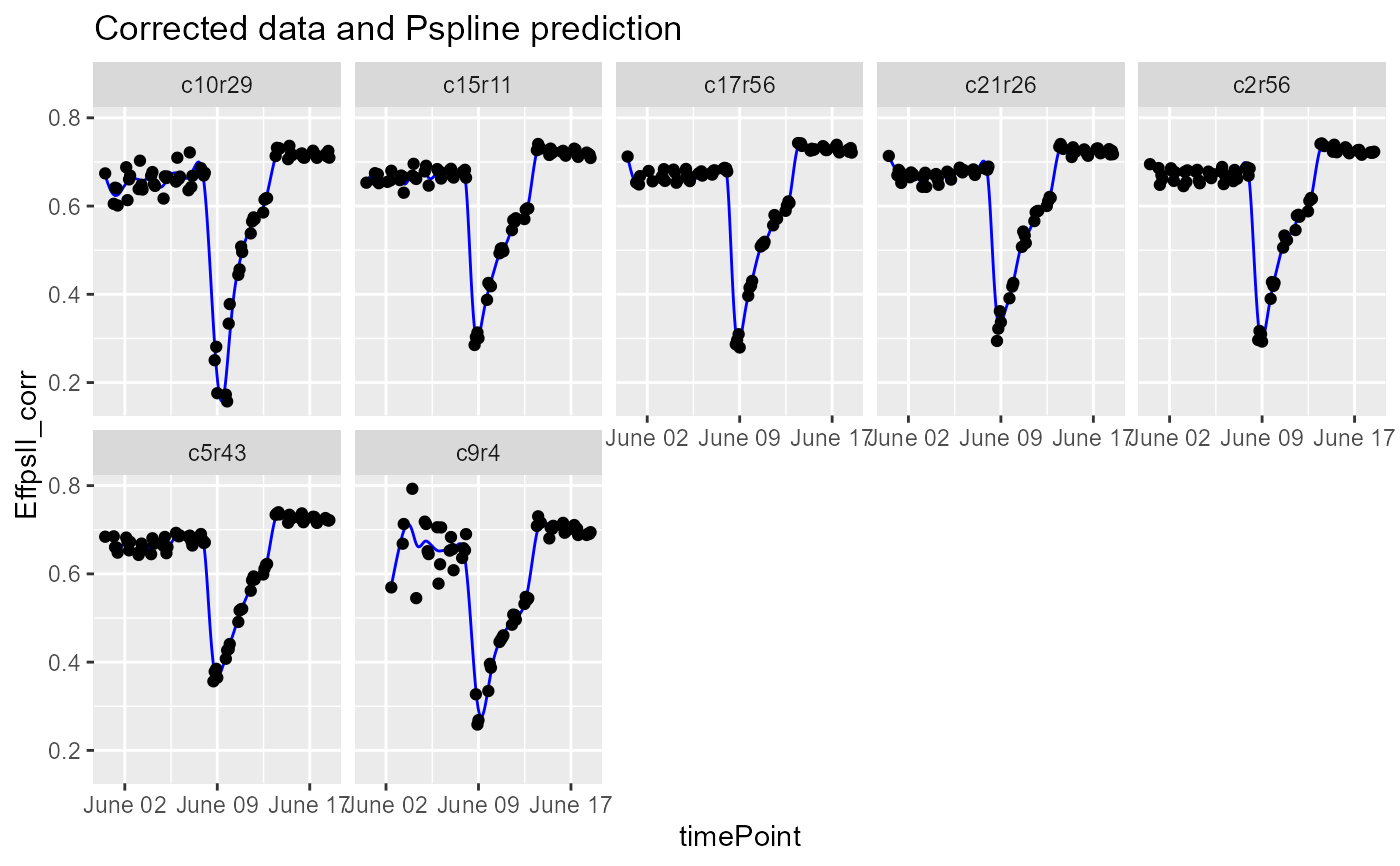 Corrected data and Pspline prediction
c10r29 c15r11 c17r56 c21r26 c2r56
0.8
0.6
0.4
0.2
June 02 June 09 June 17 June 02 June 09 June 17 June 02 June 09 June 17
c5r43 c9r4
0.8
0.6
0.4
0.2
June 02 June 09 June 17 June 02 June 09 June 17
EffpsII_corr
timePoint